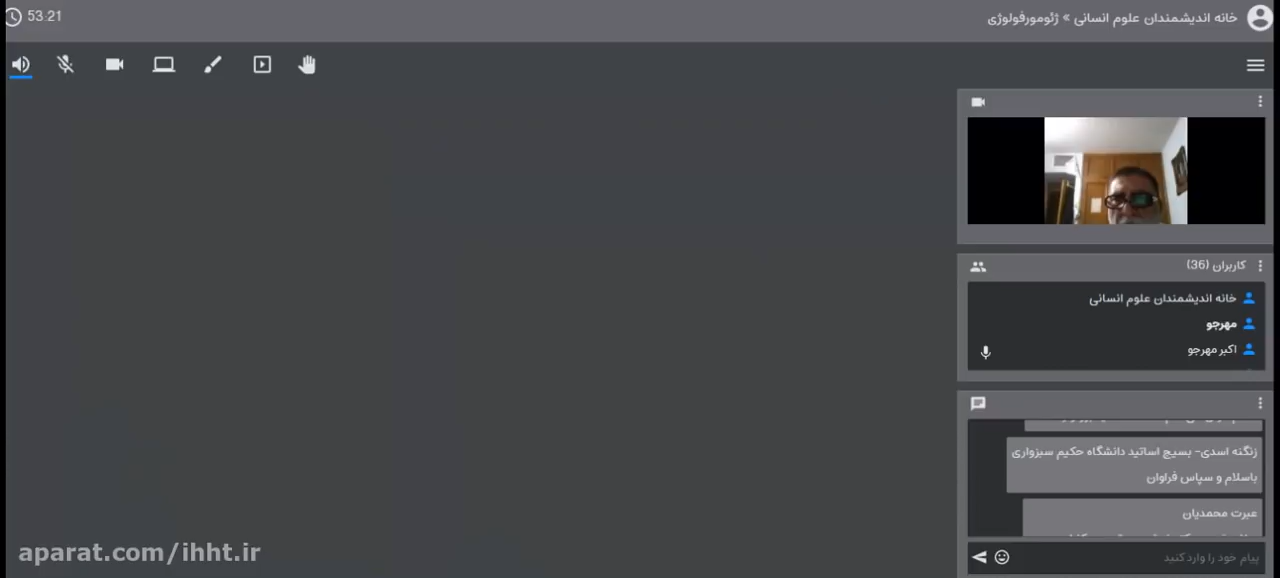 53:21
خانه اندیشمندان علوم انسانی » ژئومورفولوژی
کاربران (36)
خانه اندیشمندان علوم انسانی
مهرجو
اکبر مهرجو
زنگنه اسدی- بسیج اساتید دانشگاه حکیم سبزواری
باسلام و سپاس فراوان
عبرت محمدیان
پیام خود را وارد کنید
aparat.com/ihht.ir